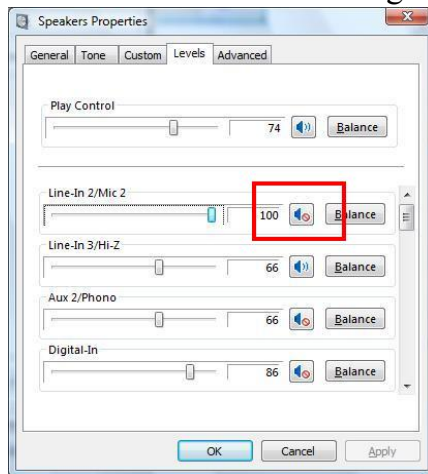 Speakers Properties
General Tone Custom Levels Advanced
Play Control
74 Balance
Line-In 2/Mic 2
100 Balance
Line-In 3/Hi-Z
66 Balance
Aux 2/Phono
66 Balance
Digital-In
86 Balance
OK Cancel Apply